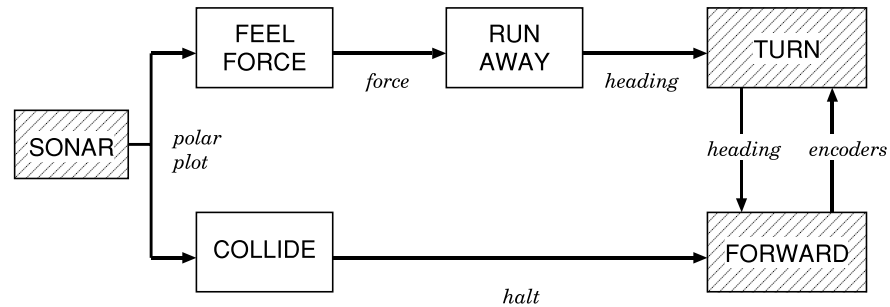 FEEL
FORCE
force
RUN
AWAY
heading
TURN
SONAR
polar
plot
heading
encoders
COLLIDE
halt
FORWARD